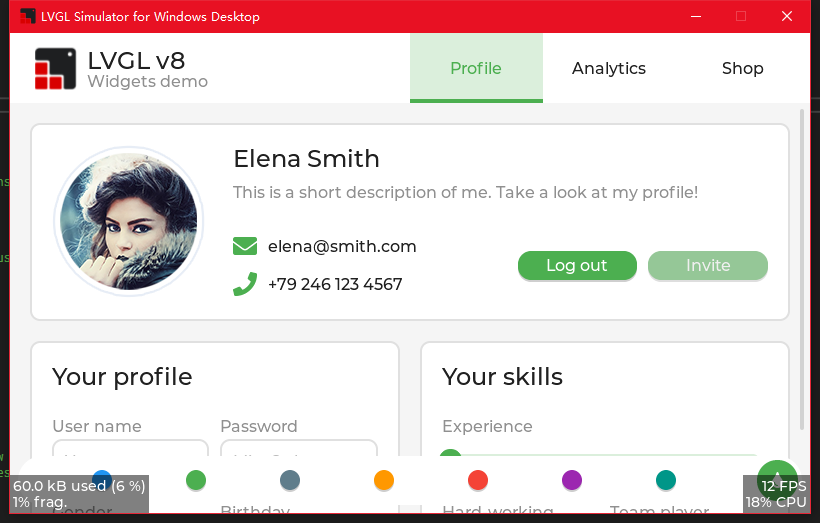 LVGL Simulator for Windows Desktop
LVGL v8
Widgets demo
Profile
Analytics
Shop
Elena Smith
This is a short description of me. Take a look at my profile!
elena@smith.com
+79 246 123 4567
Log out
Invite
Your profile
Your skills
User name
Password
Experience
60.0 kB used (6 %)
1% frag.
12 FPS
18% CPU
Gender
Birthday
Hard-working
Team player